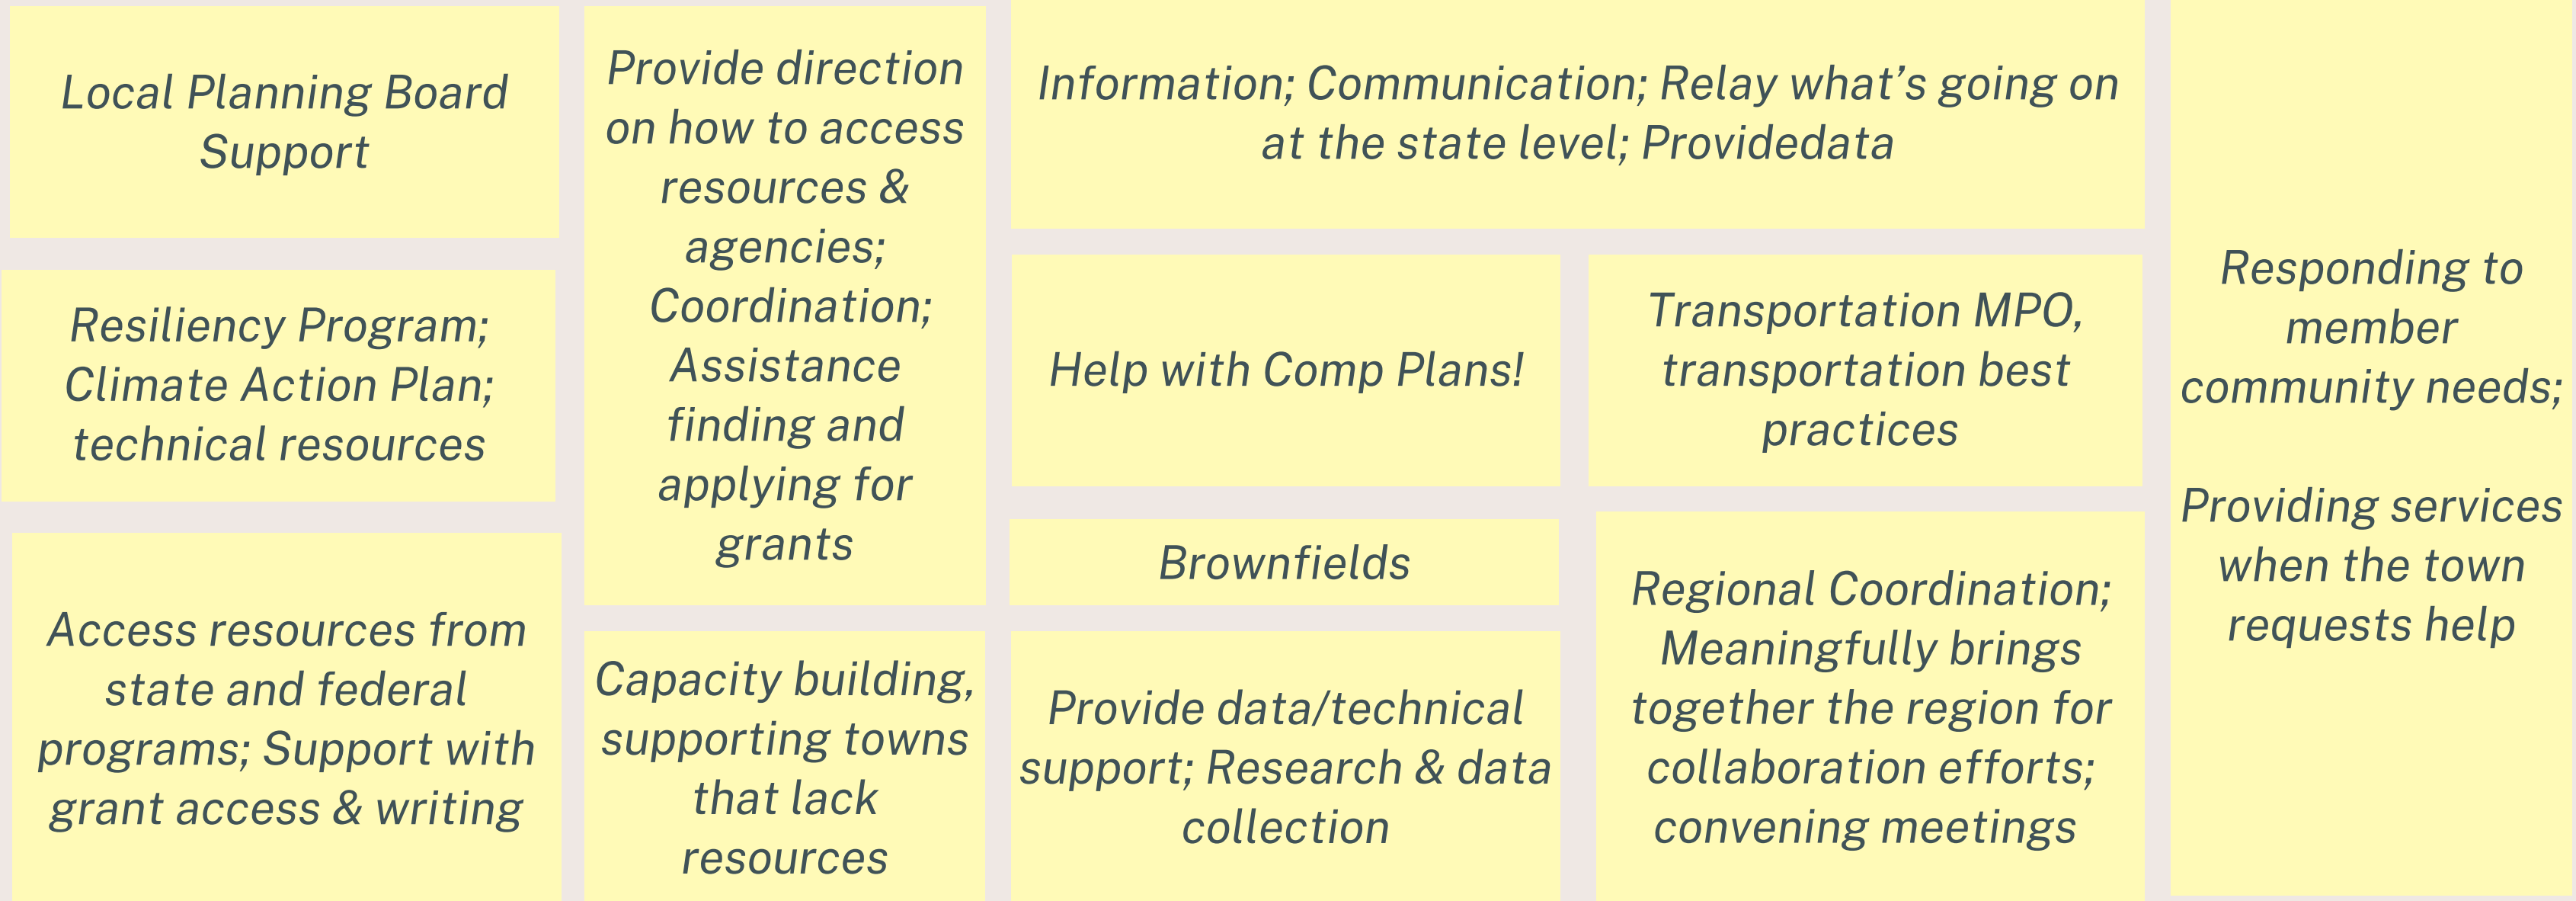 Local Planning Board
Support
Resiliency Program;
Climate Action Plan;
technical resources
Access resources from
state and federal
programs; Support with
grant access & writing
Provide direction
on how to access
resources &
agencies;
Coordination;
Assistance
finding and
applying for
grants
Capacity building,
supporting towns
that lack
resources
Information; Communication; Relay what’s going on
at the state level; Providedata
Help with Comp Plans!
Brownfields
Provide data/technical
support; Research & data
collection
Transportation MPO,
transportation best
practices
Regional Coordination;
Meaningfully brings
together the region for
collaboration efforts;
convening meetings
Responding to
member
community needs;
Providing services
when the town
requests help